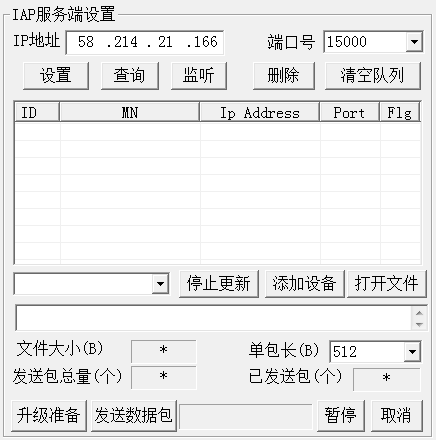 IAP服务端设置
IP地址 58 .214 .21 .166 端口号 15000
设置 查询 监听 删除 清空队列
ID MN Ip Address Port Flg
停止更新 添加设备 打开文件
文件大小(B) * 单包长(B) 512
发送包总量(个) * 已发送包(个) *
升级准备 发送数据包 暂停 取消